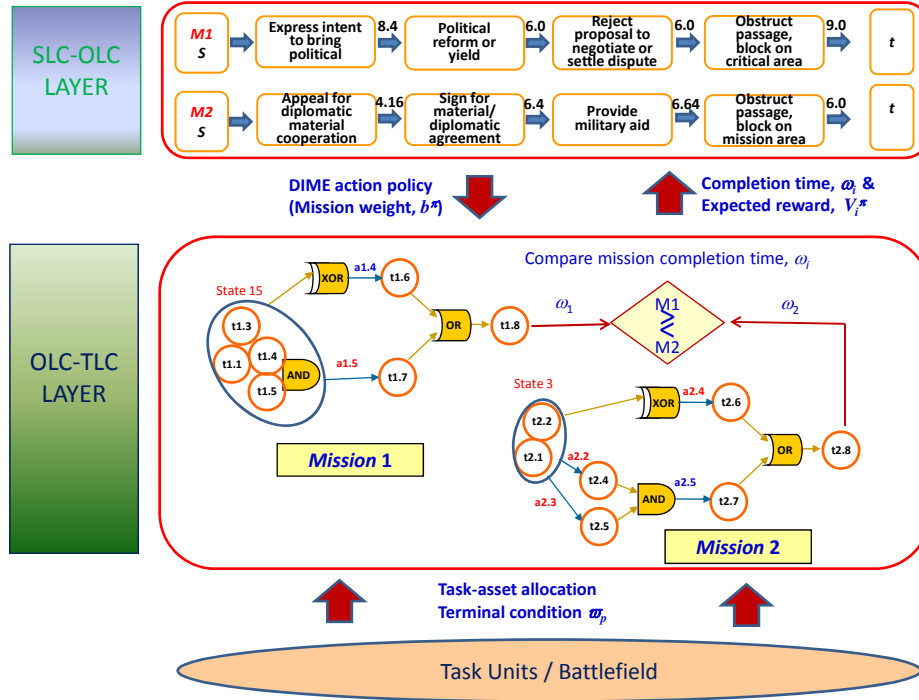 SLC-OLC
LAYER
M1
S
Express intent
to bring
political
8.4
Political
reform or
yield
6.0
Reject
proposal to
negotiate or
settle dispute
6.0
Obstruct
passage,
block on
critical area
9.0
t
M2
S
Appeal for
diplomatic
material
cooperation
4.16
Sign for
material/
diplomatic
agreement
6.4
Provide
military aid
6.64
Obstruct
passage,
block on
mission area
6.0
t
DIME action policy
(Mission weight, b^π)
Completion time, ω_i &
Expected reward, V_i^π
OLC-TLC
LAYER
Compare mission completion time, ω_i
State 15
XOR
a1.4
t1.6
t1.3
t1.1
t1.4
t1.5
AND
a1.5
t1.7
OR
t1.8
ω₁
M1
≷
M2
ω₂
Mission 1
State 3
t2.2
t2.1
XOR
a2.4
t2.6
a2.2
t2.4
a2.3
t2.5
AND
a2.5
t2.7
OR
t2.8
Mission 2
Task-asset allocation
Terminal condition ϖ_p
Task Units / Battlefield